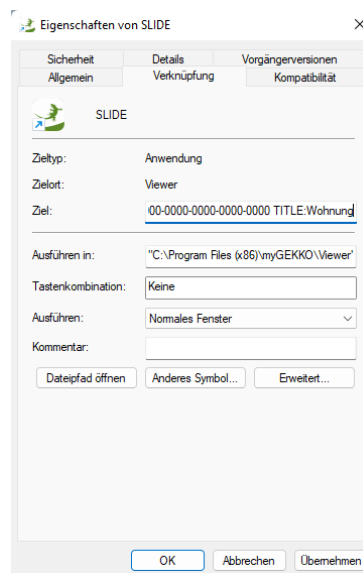 Eigenschaften von SLIDE
Sicherheit Details Vorgängerversionen
Allgemein Verknüpfung Kompatibilität
SLIDE
Zieltyp: Anwendung
Zielort: Viewer
Ziel: 00-0000-0000-0000-0000 TITLE:Wohnung
Ausführen in: "C:\Program Files (x86)\myGEKKO\Viewer"
Tastenkombination: Keine
Ausführen: Normales Fenster
Kommentar:
Dateipfad öffnen Anderes Symbol... Erweitert...
OK Abbrechen Übernehmen